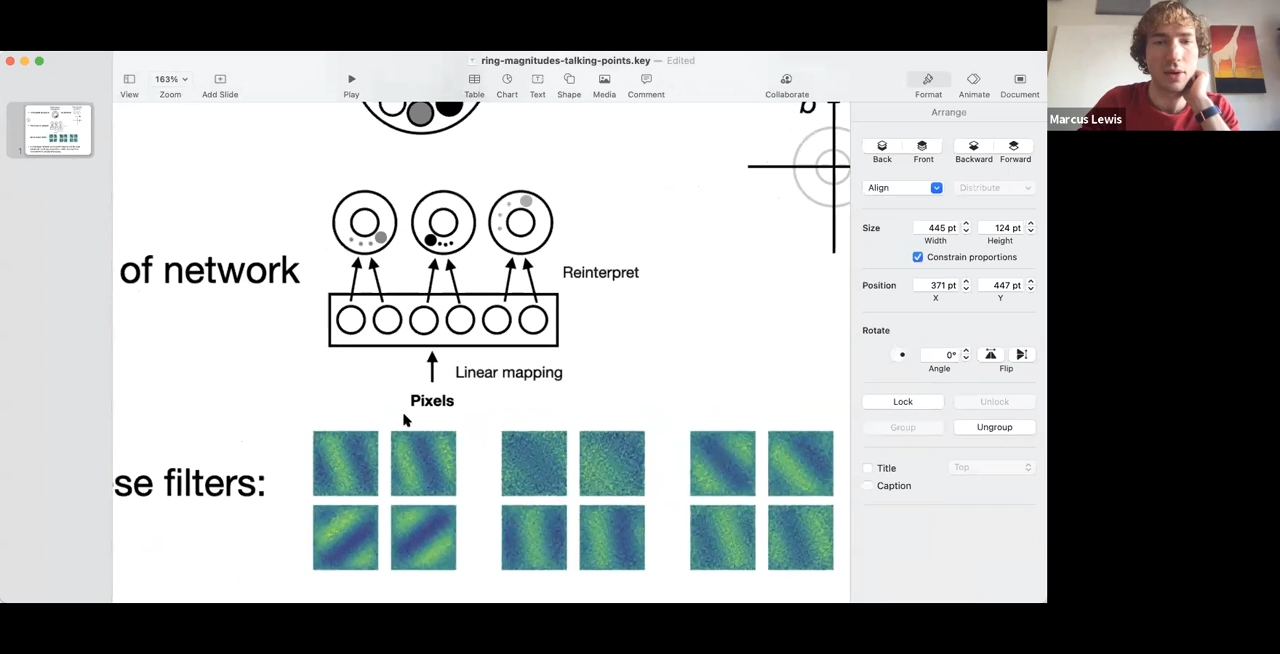 ring-magnitudes-talking-points.key — Edited
163%
View
Zoom
Add Slide
Play
Table
Chart
Text
Shape
Media
Comment
Collaborate
Format
Animate
Document
Arrange
Back
Front
Backward
Forward
Align
Distribute
Size
445 pt
124 pt
Width
Height
Constrain proportions
Position
371 pt
447 pt
X
Y
Rotate
0°
Angle
Flip
Lock
Unlock
Group
Ungroup
Title
Top
Caption
1
b
of network
Reinterpret
Linear mapping
Pixels
se filters:
Marcus Lewis